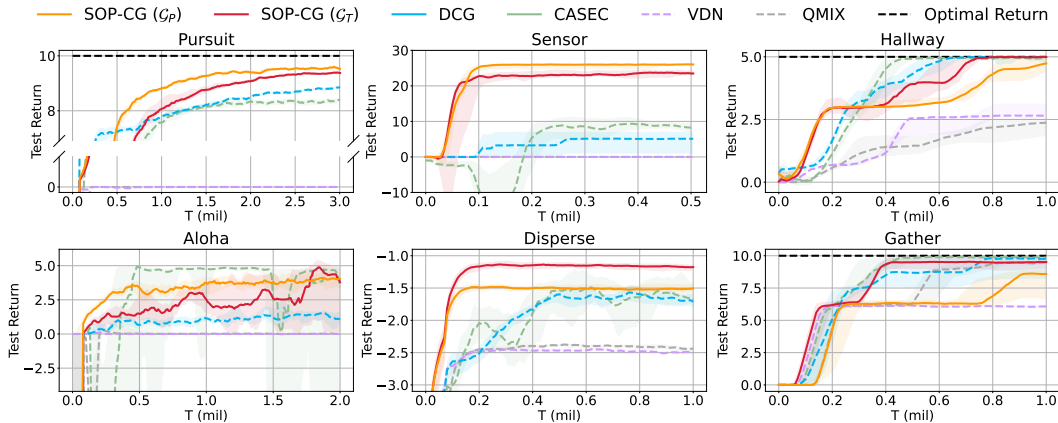 SOP-CG (𝒢_P) SOP-CG (𝒢_T) DCG CASEC VDN QMIX Optimal Return
Pursuit
Test Return
10
8
0
0.0 0.5 1.0 1.5 2.0 2.5 3.0
T (mil)
Sensor
Test Return
30
20
10
0
−10
0.0 0.1 0.2 0.3 0.4 0.5
T (mil)
Hallway
Test Return
5.0
2.5
0.0
0.0 0.2 0.4 0.6 0.8 1.0
T (mil)
Aloha
Test Return
5.0
2.5
0.0
−2.5
0.0 0.5 1.0 1.5 2.0
T (mil)
Disperse
Test Return
−1.0
−1.5
−2.0
−2.5
−3.0
0.0 0.2 0.4 0.6 0.8 1.0
T (mil)
Gather
Test Return
10.0
7.5
5.0
2.5
0.0
0.0 0.2 0.4 0.6 0.8 1.0
T (mil)